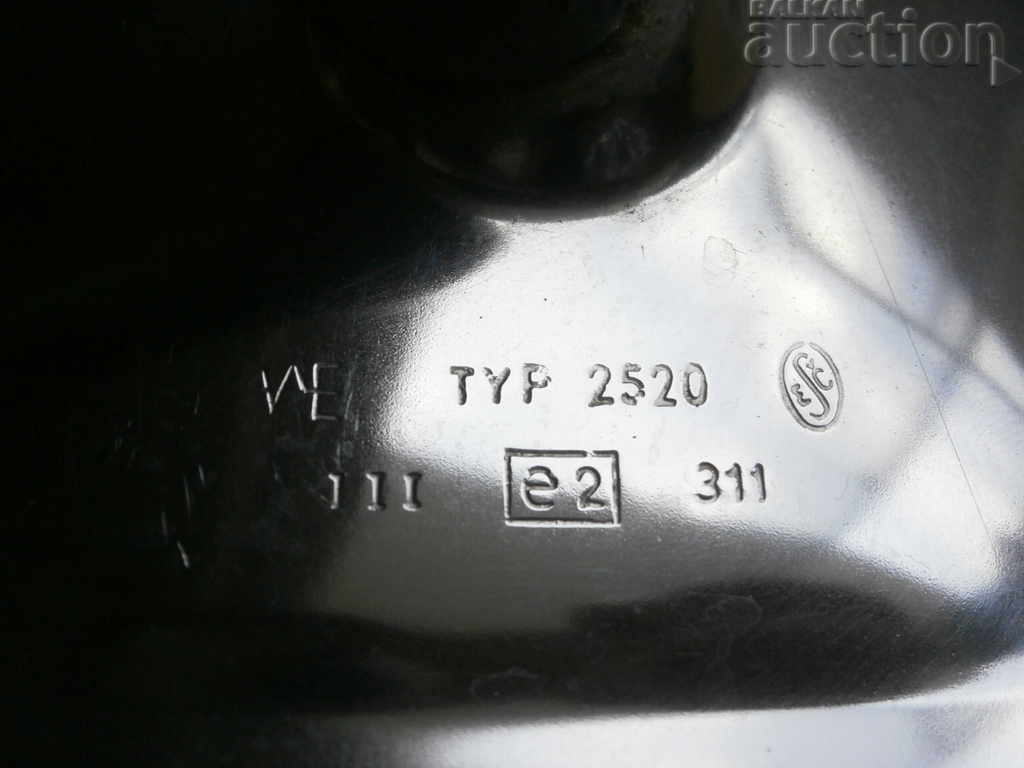 BALKAN
auction
TYP 2520
III e2 311